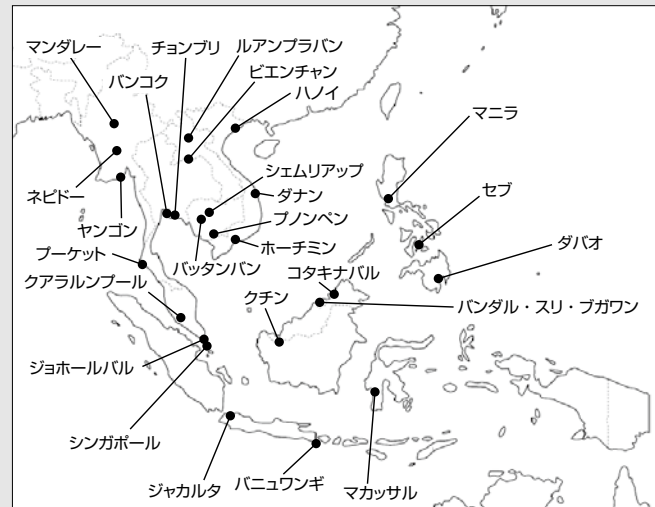 マンダレー
チョンブリ
ルアンプラバン
バンコク
ビエンチャン
ハノイ
マニラ
シェムリアップ
セブ
ネピドー
ダナン
ヤンゴン
プノンペン
ダバオ
プーケット
バッタンバン
ホーチミン
コタキナバル
クアラルンプール
クチン
バンダル・スリ・ブガワン
ジョホールバル
シンガポール
ジャカルタ
バニュワンギ
マカッサル